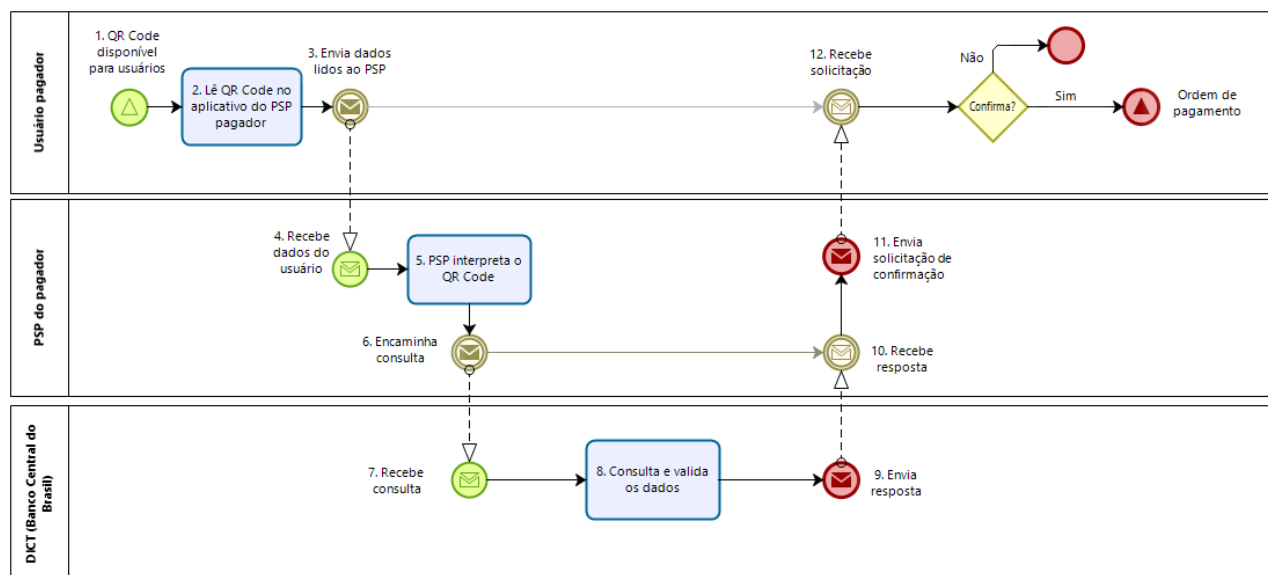 Usuário pagador
1. QR Code
disponível
para usuários
2. Lê QR Code no
aplicativo do PSP
pagador
3. Envia dados
lidos ao PSP
12. Recebe
solicitação
Não
Confirma?
Sim
Ordem de
pagamento
PSP do pagador
4. Recebe
dados do
usuário
5. PSP interpreta o
QR Code
6. Encaminha
consulta
11. Envia
solicitação de
confirmação
10. Recebe
resposta
DICT (Banco Central do
Brasil)
7. Recebe
consulta
8. Consulta e valida
os dados
9. Envia
resposta